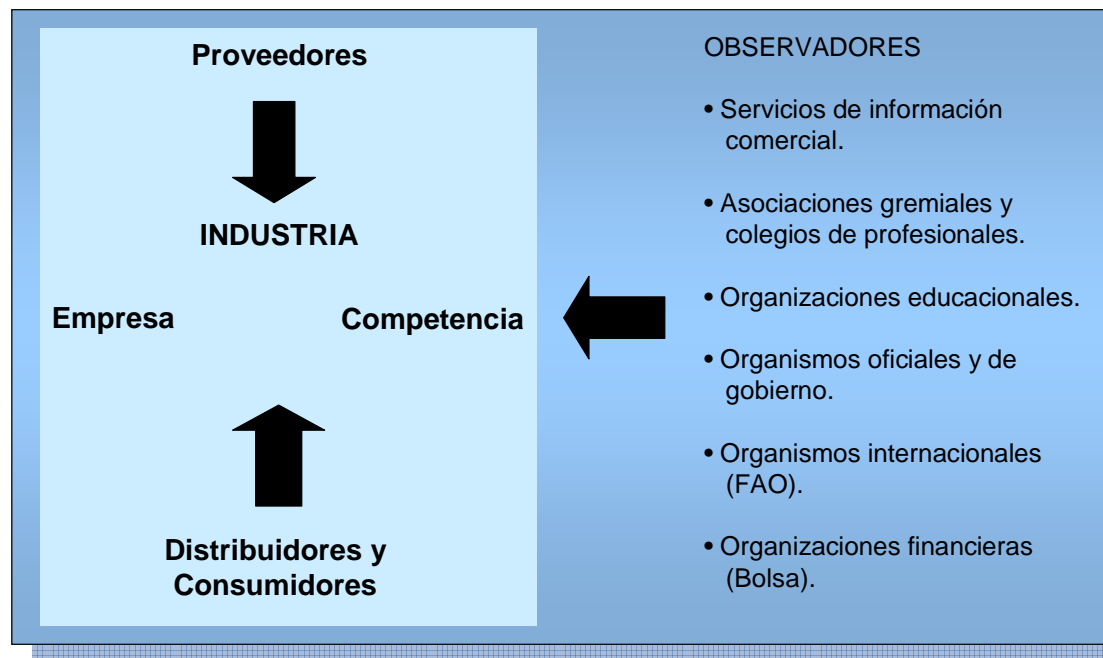 Proveedores
INDUSTRIA
Empresa
Competencia
Distribuidores y
Consumidores
OBSERVADORES
• Servicios de información
comercial.
• Asociaciones gremiales y
colegios de profesionales.
• Organizaciones educacionales.
• Organismos oficiales y de
gobierno.
• Organismos internacionales
(FAO).
• Organizaciones financieras
(Bolsa).